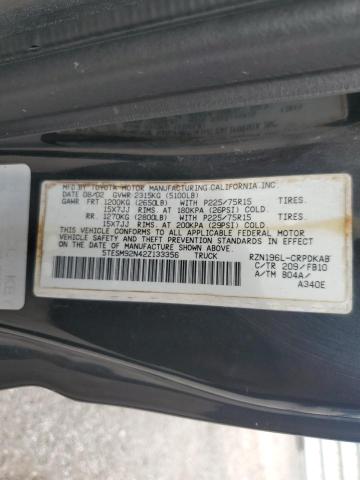 MFD BY TOYOTA MOTOR MANUFACTURING,CALIFORNIA.INC.
DATE 08/02 GVWR 2315KG (5100LB)
GAWR FRT 1200KG (2650LB) WITH P225/75R15 TIRES.
15X7JJ RIMS. AT 180KPA (26PSI) COLD.
RR. 1270KG (2800LB) WITH P225/75R15 TIRES.
15X7JJ RIMS. AT 200KPA (29PSI) COLD.
THIS VEHICLE CONFORMS TO ALL APPLICABLE FEDERAL MOTOR
VEHICLE SAFETY AND BUMPER STANDARDS IN EFFECT ON THE DATE
OF MANUFACTURE SHOWN ABOVE.
5TESM92N42Z133356 TRUCK RZN196L-CRPDKAB
C/TR 209/FB10
A/TM B04A/
A340E
KEE